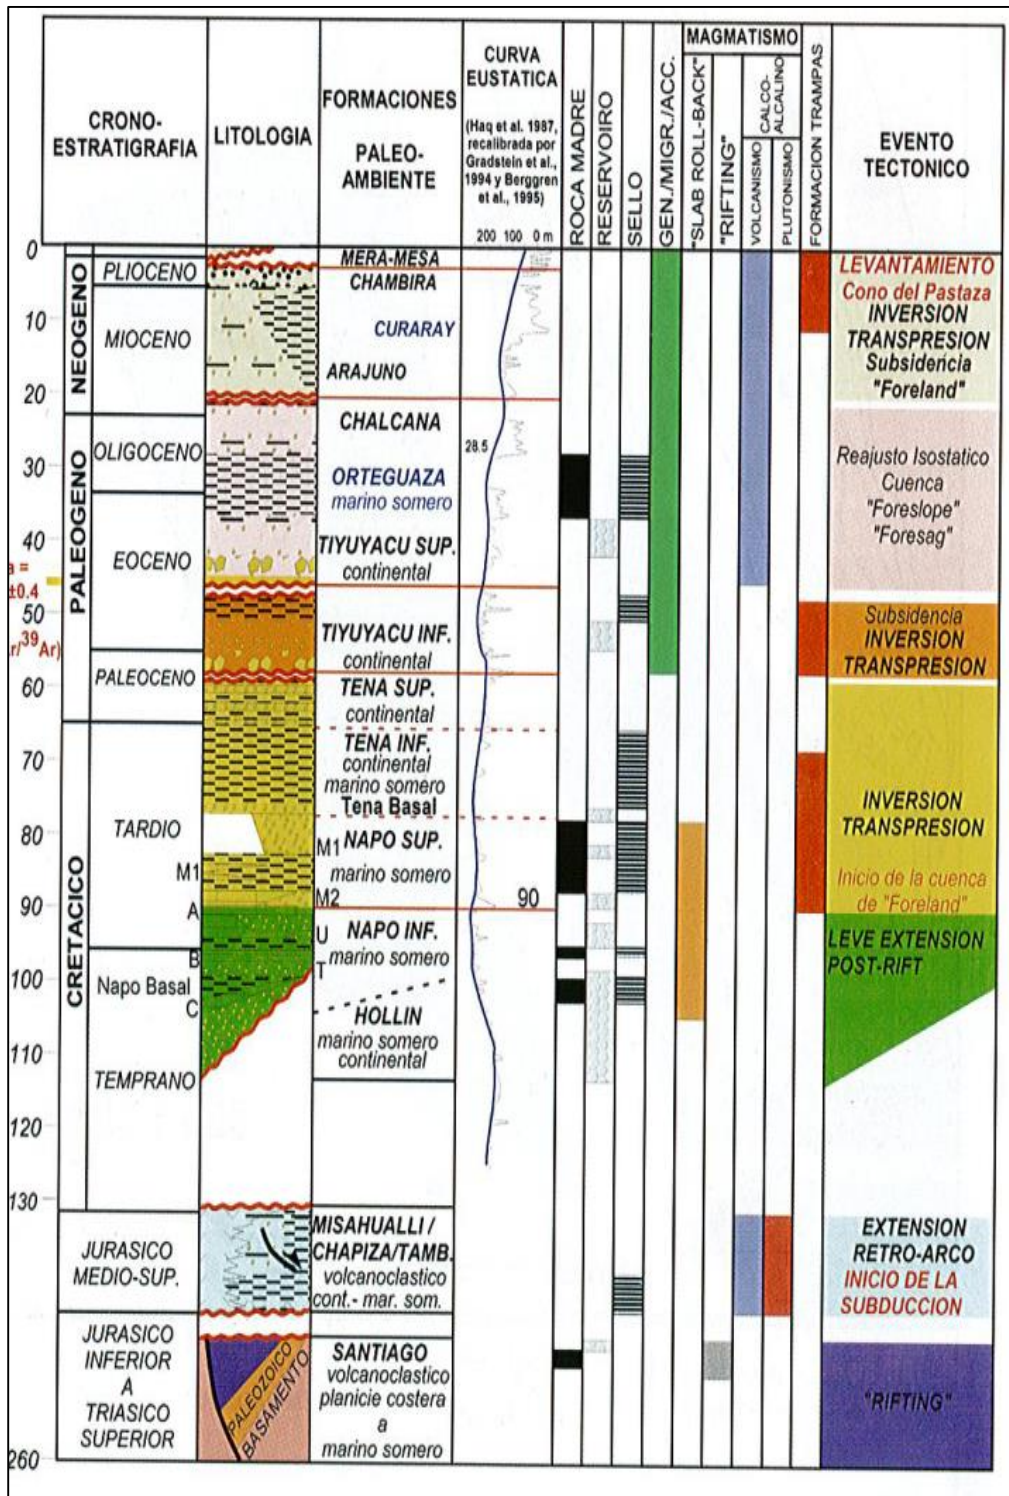 CRONO-
ESTRATIGRAFIA
LITOLOGIA
FORMACIONES
PALEO-
AMBIENTE
CURVA
EUSTATICA
(Haq et al. 1987,
recalibrada por
Gradstein et al.,
1994 y Berggren
et al., 1995)
200 100 0 m
ROCA MADRE
RESERVOIRO
SELLO
GEN./MIGR./ACC.
MAGMATISMO
"SLAB ROLL-BACK"
"RIFTING"
CALCO-
ALCALINO
VOLCANISMO
PLUTONISMO
FORMACION TRAMPAS
EVENTO
TECTONICO
0
10
20
30
40
50
60
70
80
90
100
110
120
130
260
a =
±0.4
r/39Ar)
NEOGENO
PALEOGENO
CRETACICO
PLIOCENO
MIOCENO
OLIGOCENO
EOCENO
PALEOCENO
TARDIO
M1
A
B
Napo Basal
C
TEMPRANO
JURASICO
MEDIO-SUP.
JURASICO
INFERIOR
A
TRIASICO
SUPERIOR
PALEOZOICO
BASAMENTO
MERA-MESA
CHAMBIRA
CURARAY
ARAJUNO
CHALCANA
ORTEGUAZA
marino somero
TIYUYACU SUP.
continental
TIYUYACU INF.
continental
TENA SUP.
continental
TENA INF.
continental
marino somero
Tena Basal
M1 NAPO SUP.
marino somero
M2
U NAPO INF.
marino somero
T
HOLLIN
marino somero
continental
MISAHUALLI /
CHAPIZA/TAMB.
volcanoclastico
cont.- mar. som.
SANTIAGO
volcanoclastico
planicie costera
a
marino somero
28.5
90
LEVANTAMIENTO
Cono del Pastaza
INVERSION
TRANSPRESION
Subsidencia
"Foreland"
Reajusto Isostatico
Cuenca
"Foreslope"
"Foresag"
Subsidencia
INVERSION
TRANSPRESION
INVERSION
TRANSPRESION
Inicio de la cuenca
de "Foreland"
LEVE EXTENSION
POST-RIFT
EXTENSION
RETRO-ARCO
INICIO DE LA
SUBDUCCION
"RIFTING"